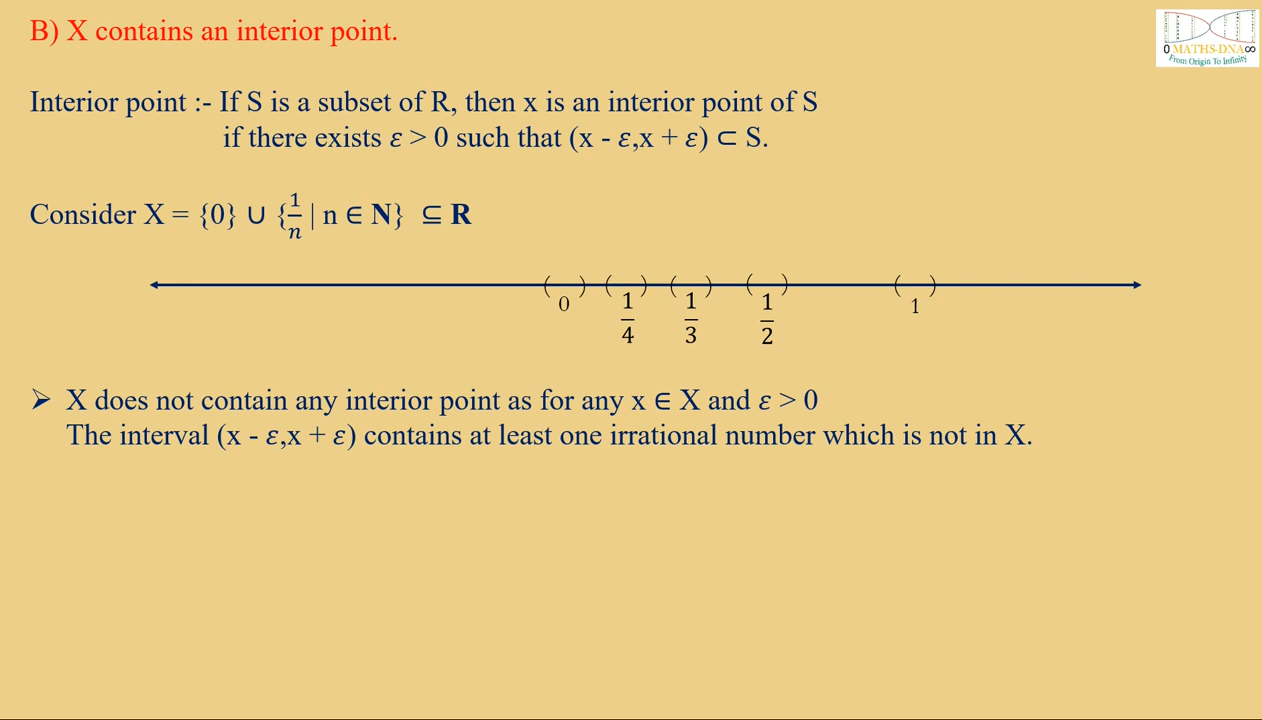 B) X contains an interior point.
0 MATHS-DNA∞
From Origin To Infinity
Interior point :- If S is a subset of R, then x is an interior point of S
if there exists ε > 0 such that (x - ε,x + ε) ⊂ S.
Consider X = {0} ∪ {1/n | n ∈ N} ⊆ R
( ) ( ) ( ) ( ) ( )
0 1/4 1/3 1/2 1
➢ X does not contain any interior point as for any x ∈ X and ε > 0
The interval (x - ε,x + ε) contains at least one irrational number which is not in X.